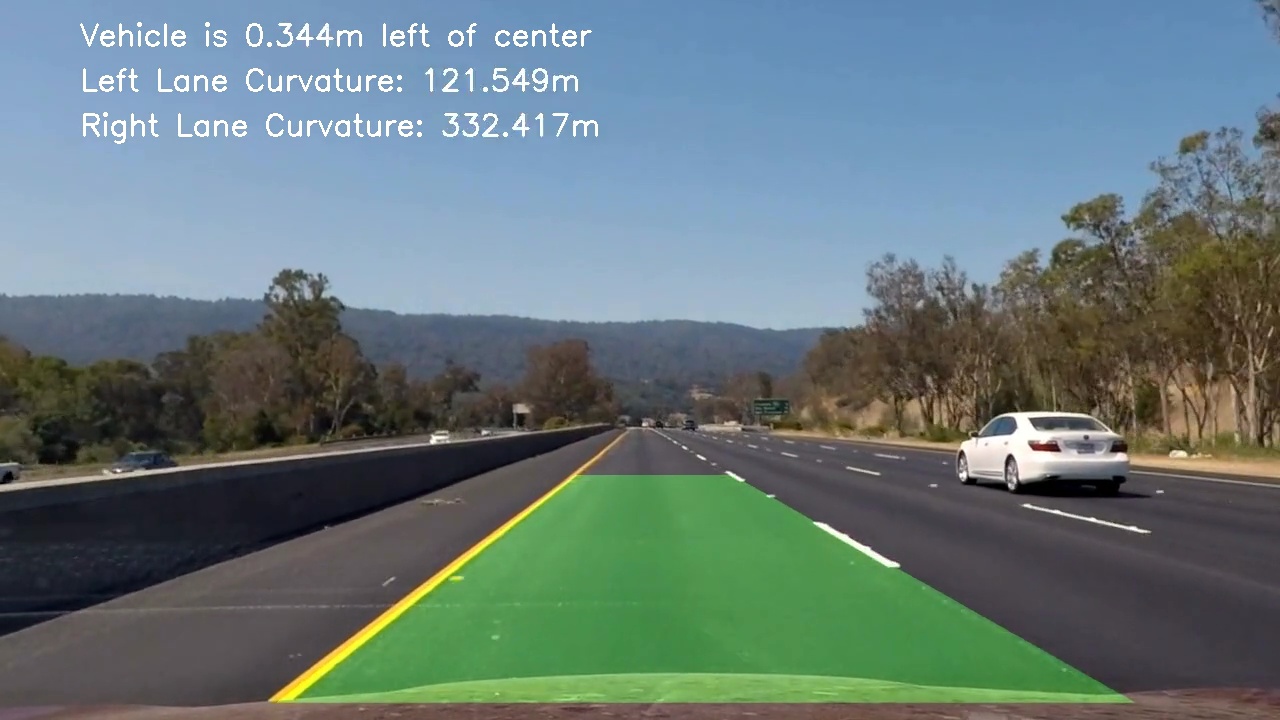 Vehicle is 0.344m left of center
Left Lane Curvature: 121.549m
Right Lane Curvature: 332.417m